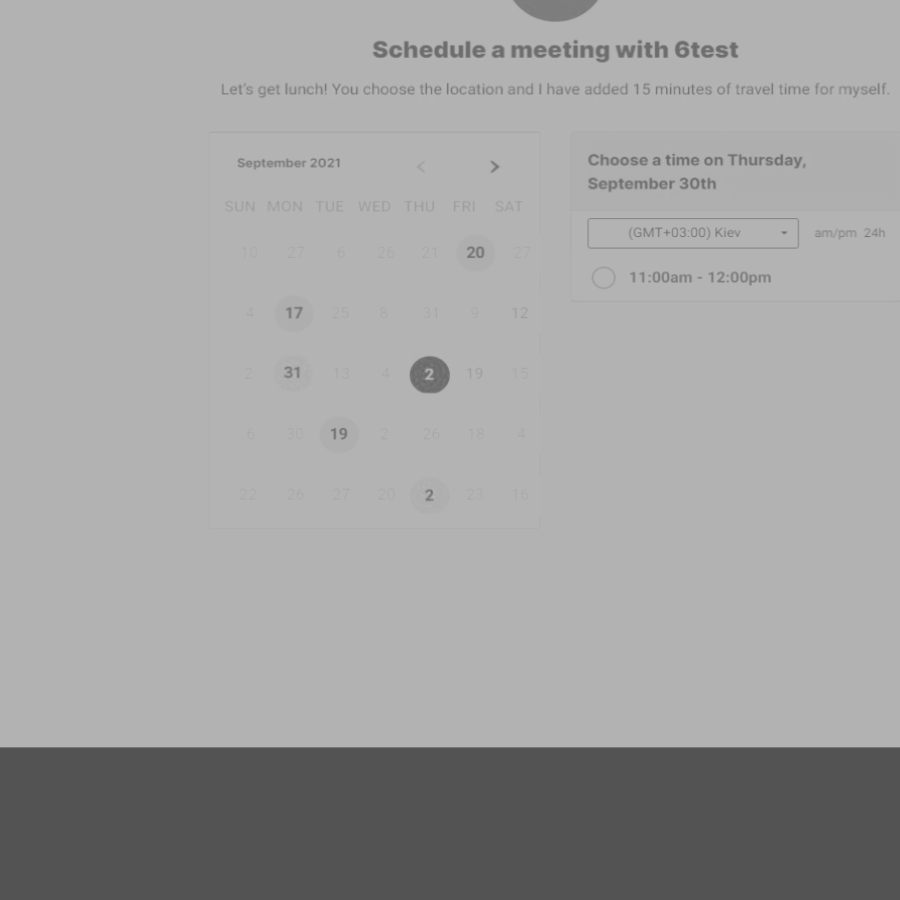 Schedule a meeting with 6test
Let's get lunch! You choose the location and I have added 15 minutes of travel time for myself.
September 2021
SUN MON TUE WED THU FRI SAT
10 27 6 26 21 20 27
4 17 25 8 31 9 12
2 31 13 4 2 19 15
6 30 19 2 26 18 4
22 26 27 20 2 23 16
Choose a time on Thursday,
September 30th
(GMT+03:00) Kiev am/pm 24h
11:00am - 12:00pm